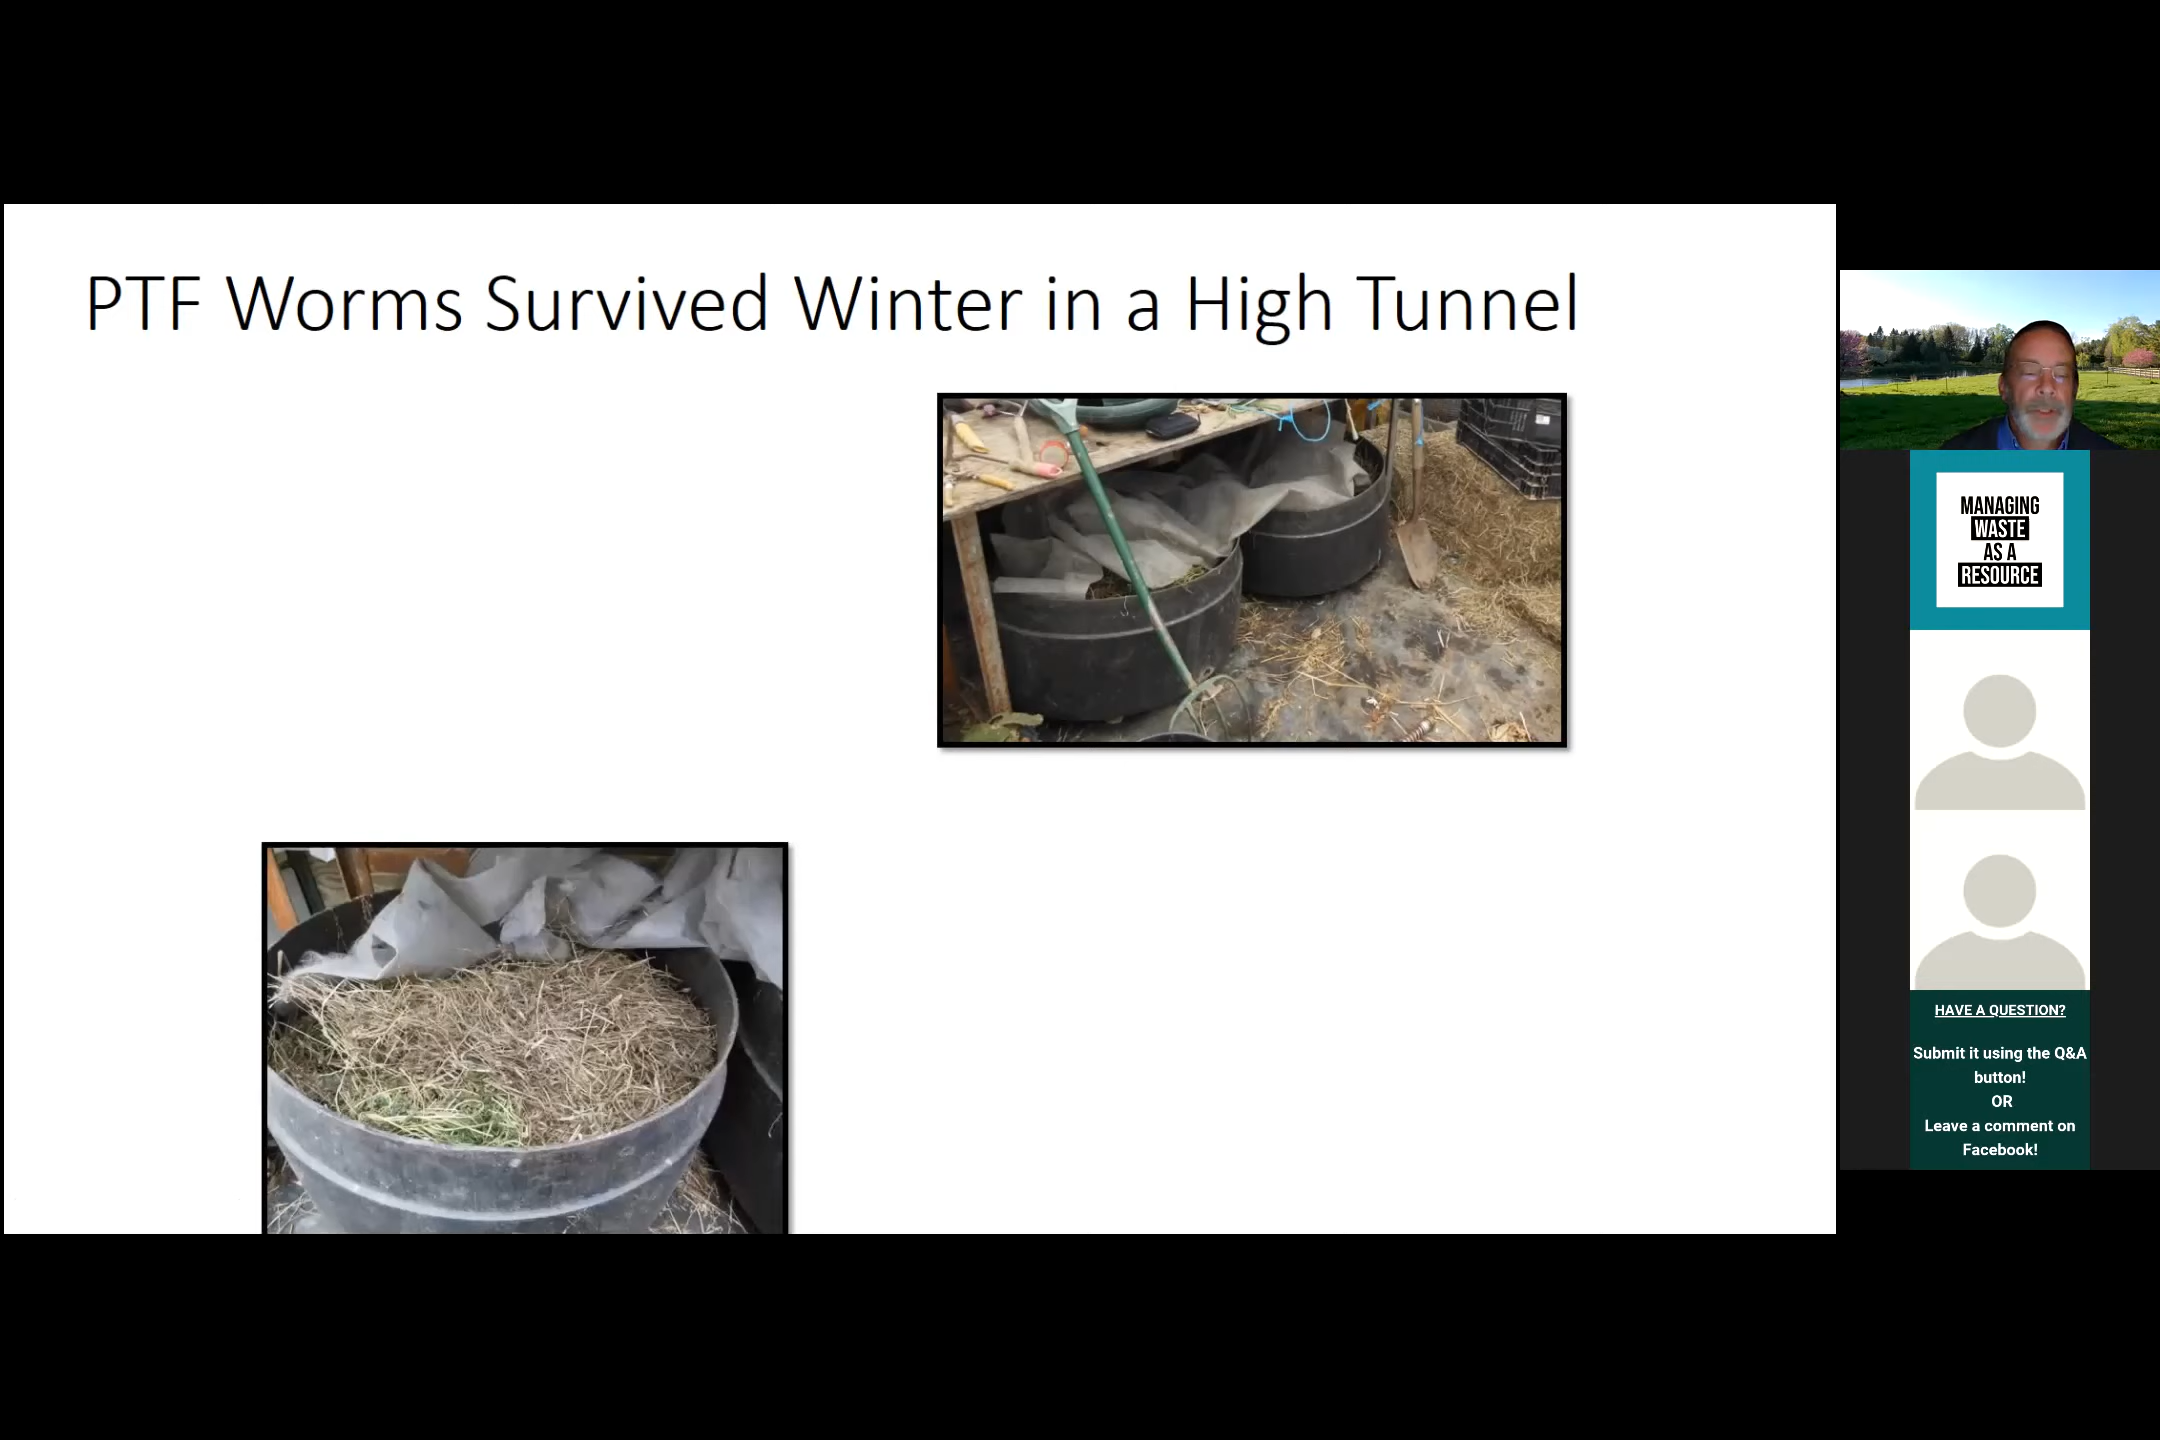 PTF Worms Survived Winter in a High Tunnel
MANAGING
WASTE
AS A
RESOURCE
HAVE A QUESTION?
Submit it using the Q&A
button!
OR
Leave a comment on
Facebook!